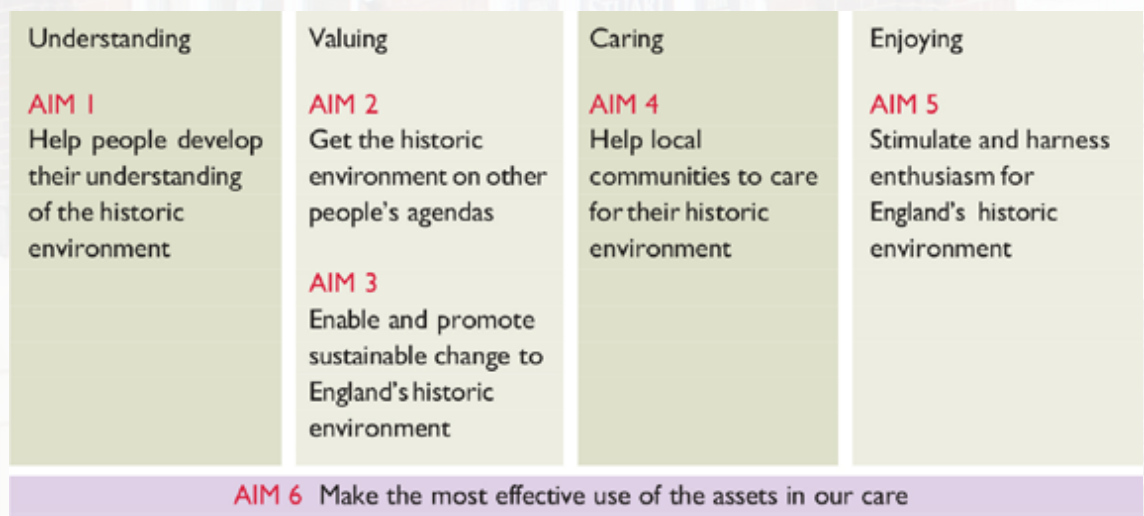 Understanding
AIM 1
Help people develop
their understanding
of the historic
environment
Valuing
AIM 2
Get the historic
environment on other
people's agendas
AIM 3
Enable and promote
sustainable change to
England's historic
environment
Caring
AIM 4
Help local
communities to care
for their historic
environment
Enjoying
AIM 5
Stimulate and harness
enthusiasm for
England's historic
environment
AIM 6 Make the most effective use of the assets in our care